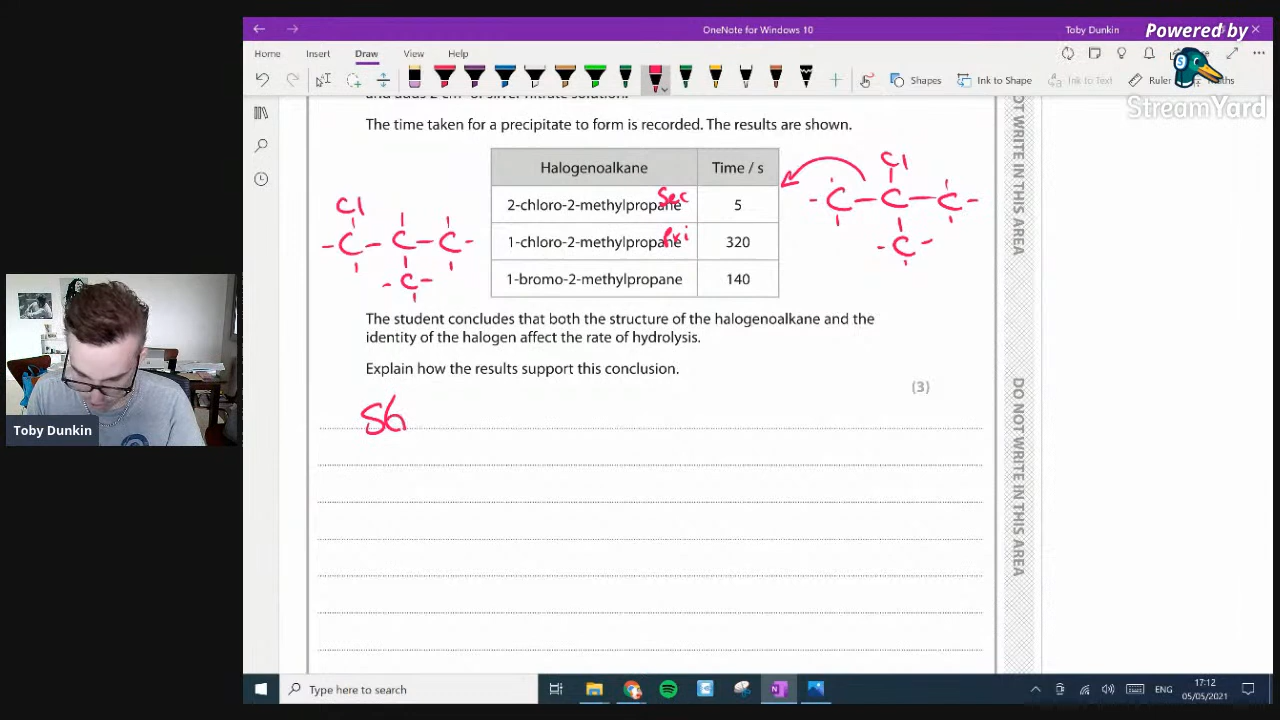 OneNote for Windows 10
Toby Dunkin
Powered by
StreamYard
Home Insert Draw View Help
Shapes Ink to Shape Ink to Text Ruler
The time taken for a precipitate to form is recorded. The results are shown.
Halogenoalkane Time / s
2-chloro-2-methylpropane 5
sec
1-chloro-2-methylpropane 320
pri
1-bromo-2-methylpropane 140
Cl
C C C
C
Cl
C C C
C
The student concludes that both the structure of the halogenoalkane and the
identity of the halogen affect the rate of hydrolysis.
Explain how the results support this conclusion.
(3)
DO NOT WRITE IN THIS AREA
Toby Dunkin
Type here to search
ENG
17:12
05/05/2021